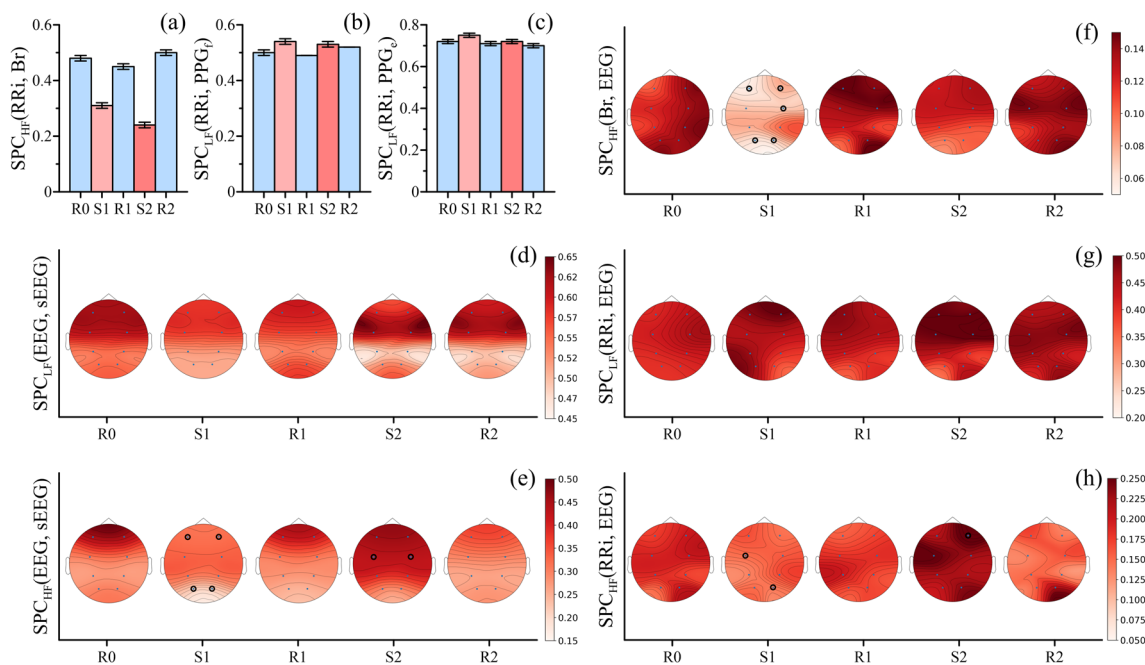 (a)
SPC_HF(RRi, Br)
0.6
0.4
0.2
0
R0 S1 R1 S2 R2
(b)
SPC_LF(RRi, PPG_f)
0.6
0.4
0.2
0
R0 S1 R1 S2 R2
(c)
SPC_LF(RRi, PPG_e)
0.8
0.6
0.4
0.2
0
R0 S1 R1 S2 R2
(f)
SPC_HF(Br, EEG)
0.14
0.12
0.10
0.08
0.06
R0 S1 R1 S2 R2
(d)
SPC_LF(EEG, sEEG)
0.65
0.62
0.60
0.57
0.55
0.53
0.50
0.47
0.45
R0 S1 R1 S2 R2
(g)
SPC_LF(RRi, EEG)
0.50
0.45
0.40
0.35
0.30
0.25
0.20
R0 S1 R1 S2 R2
(e)
SPC_HF(EEG, sEEG)
0.50
0.45
0.40
0.35
0.30
0.25
0.20
0.15
R0 S1 R1 S2 R2
(h)
SPC_HF(RRi, EEG)
0.250
0.225
0.200
0.175
0.150
0.125
0.100
0.075
0.050
R0 S1 R1 S2 R2